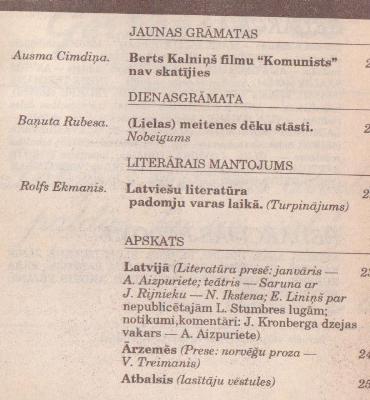 JAUNAS GRĀMATAS
Ausma Cimdiņa. Berts Kalniņš filmu “Komunists”
nav skatījies
DIENASGRĀMATA
Baņuta Rubesa. (Lielas) meitenes dēku stāsti.
Nobeigums
LITERĀRAIS MANTOJUMS
Rolfs Ekmanis. Latviešu literatūra
padomju varas laikā. (Turpinājums)
APSKATS
Latvijā (Literatūra presē: janvāris —
A. Aizpuriete; teātris — Saruna ar
J. Rijnieku — N. Ikstena; E. Liniņš par
nepublicētajām L. Stumbres lugām;
notikumi,komentāri: J. Kronberga dzejas
vakars — A. Aizpuriete)
Ārzemēs (Prese: norvēģu proza —
V. Treimanis)
Atbalsis (lasītāju vēstules)